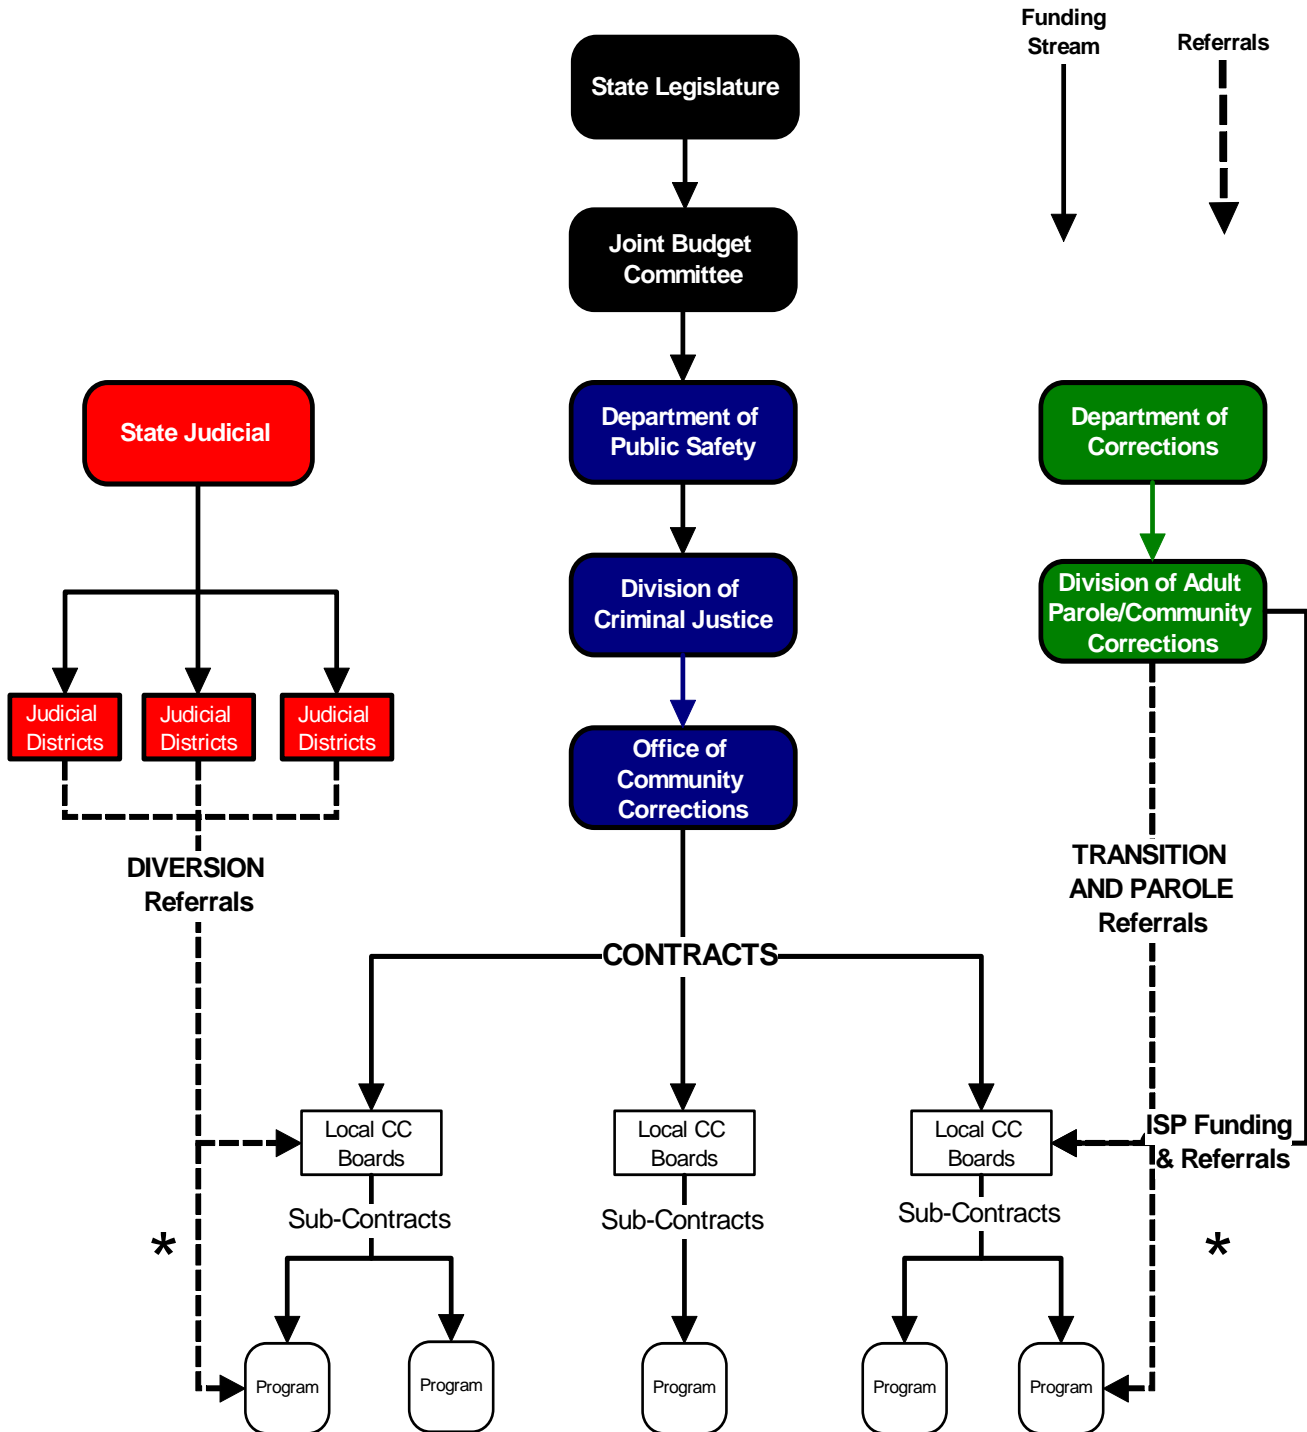 Funding
Stream
Referrals
State Legislature
Joint Budget
Committee
State Judicial
Department of
Public Safety
Department of
Corrections
Division of
Criminal Justice
Division of Adult
Parole/Community
Corrections
Judicial
Districts
Judicial
Districts
Judicial
Districts
Office of
Community
Corrections
DIVERSION
Referrals
TRANSITION
AND PAROLE
Referrals
CONTRACTS
Local CC
Boards
Local CC
Boards
Local CC
Boards
ISP Funding
& Referrals
Sub-Contracts
Sub-Contracts
Sub-Contracts
*
*
Program
Program
Program
Program
Program